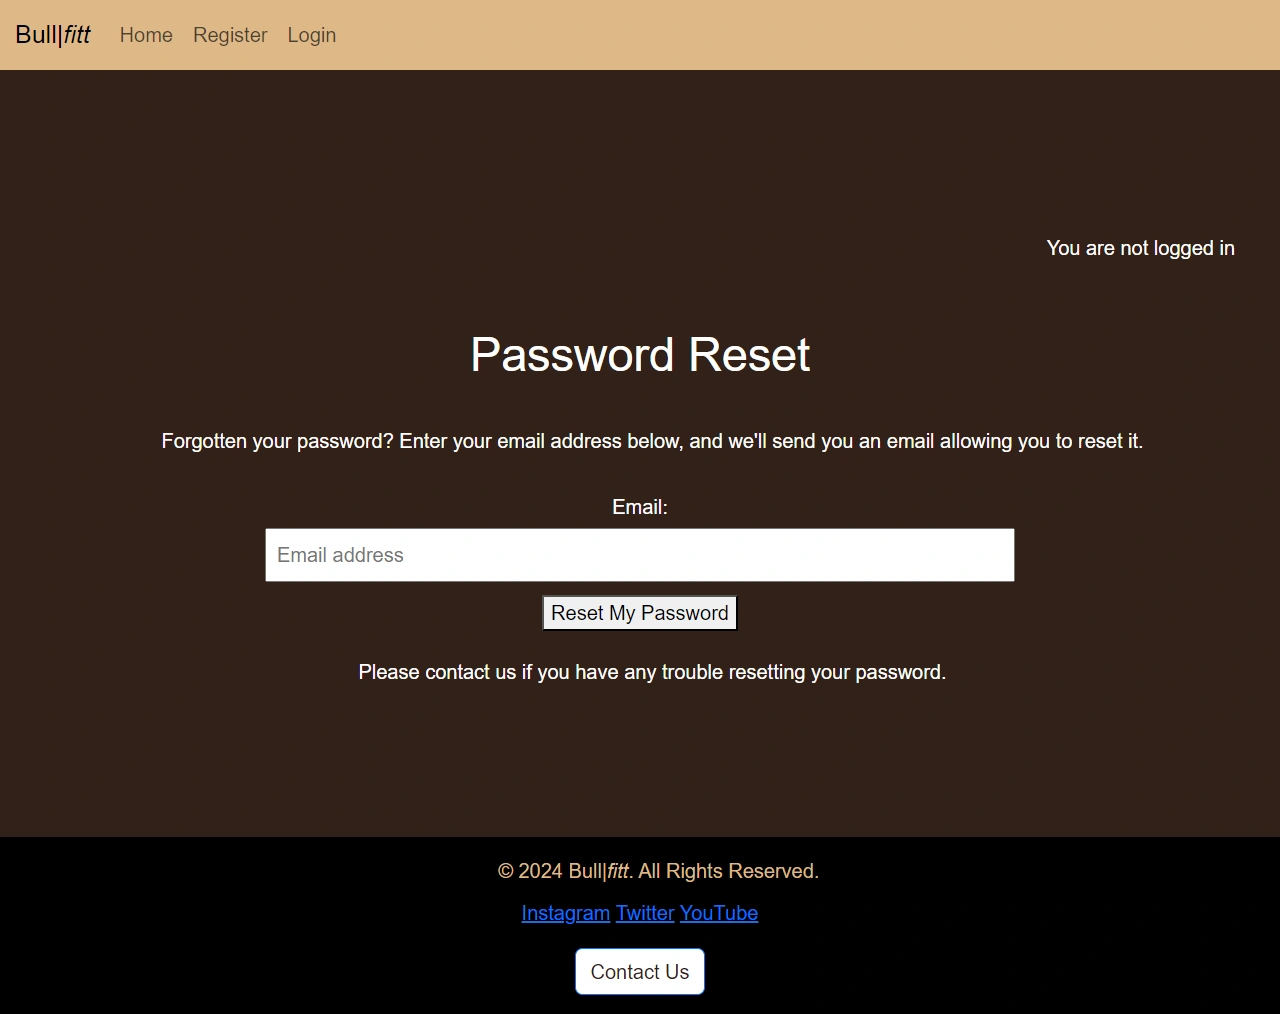 Bull|fitt Home Register Login
You are not logged in
Password Reset
Forgotten your password? Enter your email address below, and we'll send you an email allowing you to reset it.
Email:
Email address
Reset My Password
Please contact us if you have any trouble resetting your password.
© 2024 Bull|fitt. All Rights Reserved.
Instagram Twitter YouTube
Contact Us